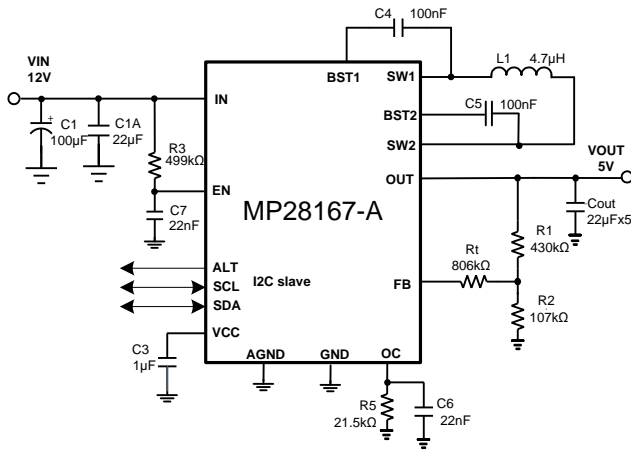 C4
100nF
VIN
12V
BST1
SW1
L1
4.7µH
IN
BST2
C5
100nF
C1
100µF
+
C1A
22µF
R3
499kΩ
SW2
VOUT
5V
OUT
EN
C7
22nF
MP28167-A
Cout
22µFx5
R1
430kΩ
Rt
806kΩ
ALT
SCL
SDA
I2C slave
FB
R2
107kΩ
VCC
C3
1µF
AGND
GND
OC
R5
21.5kΩ
C6
22nF